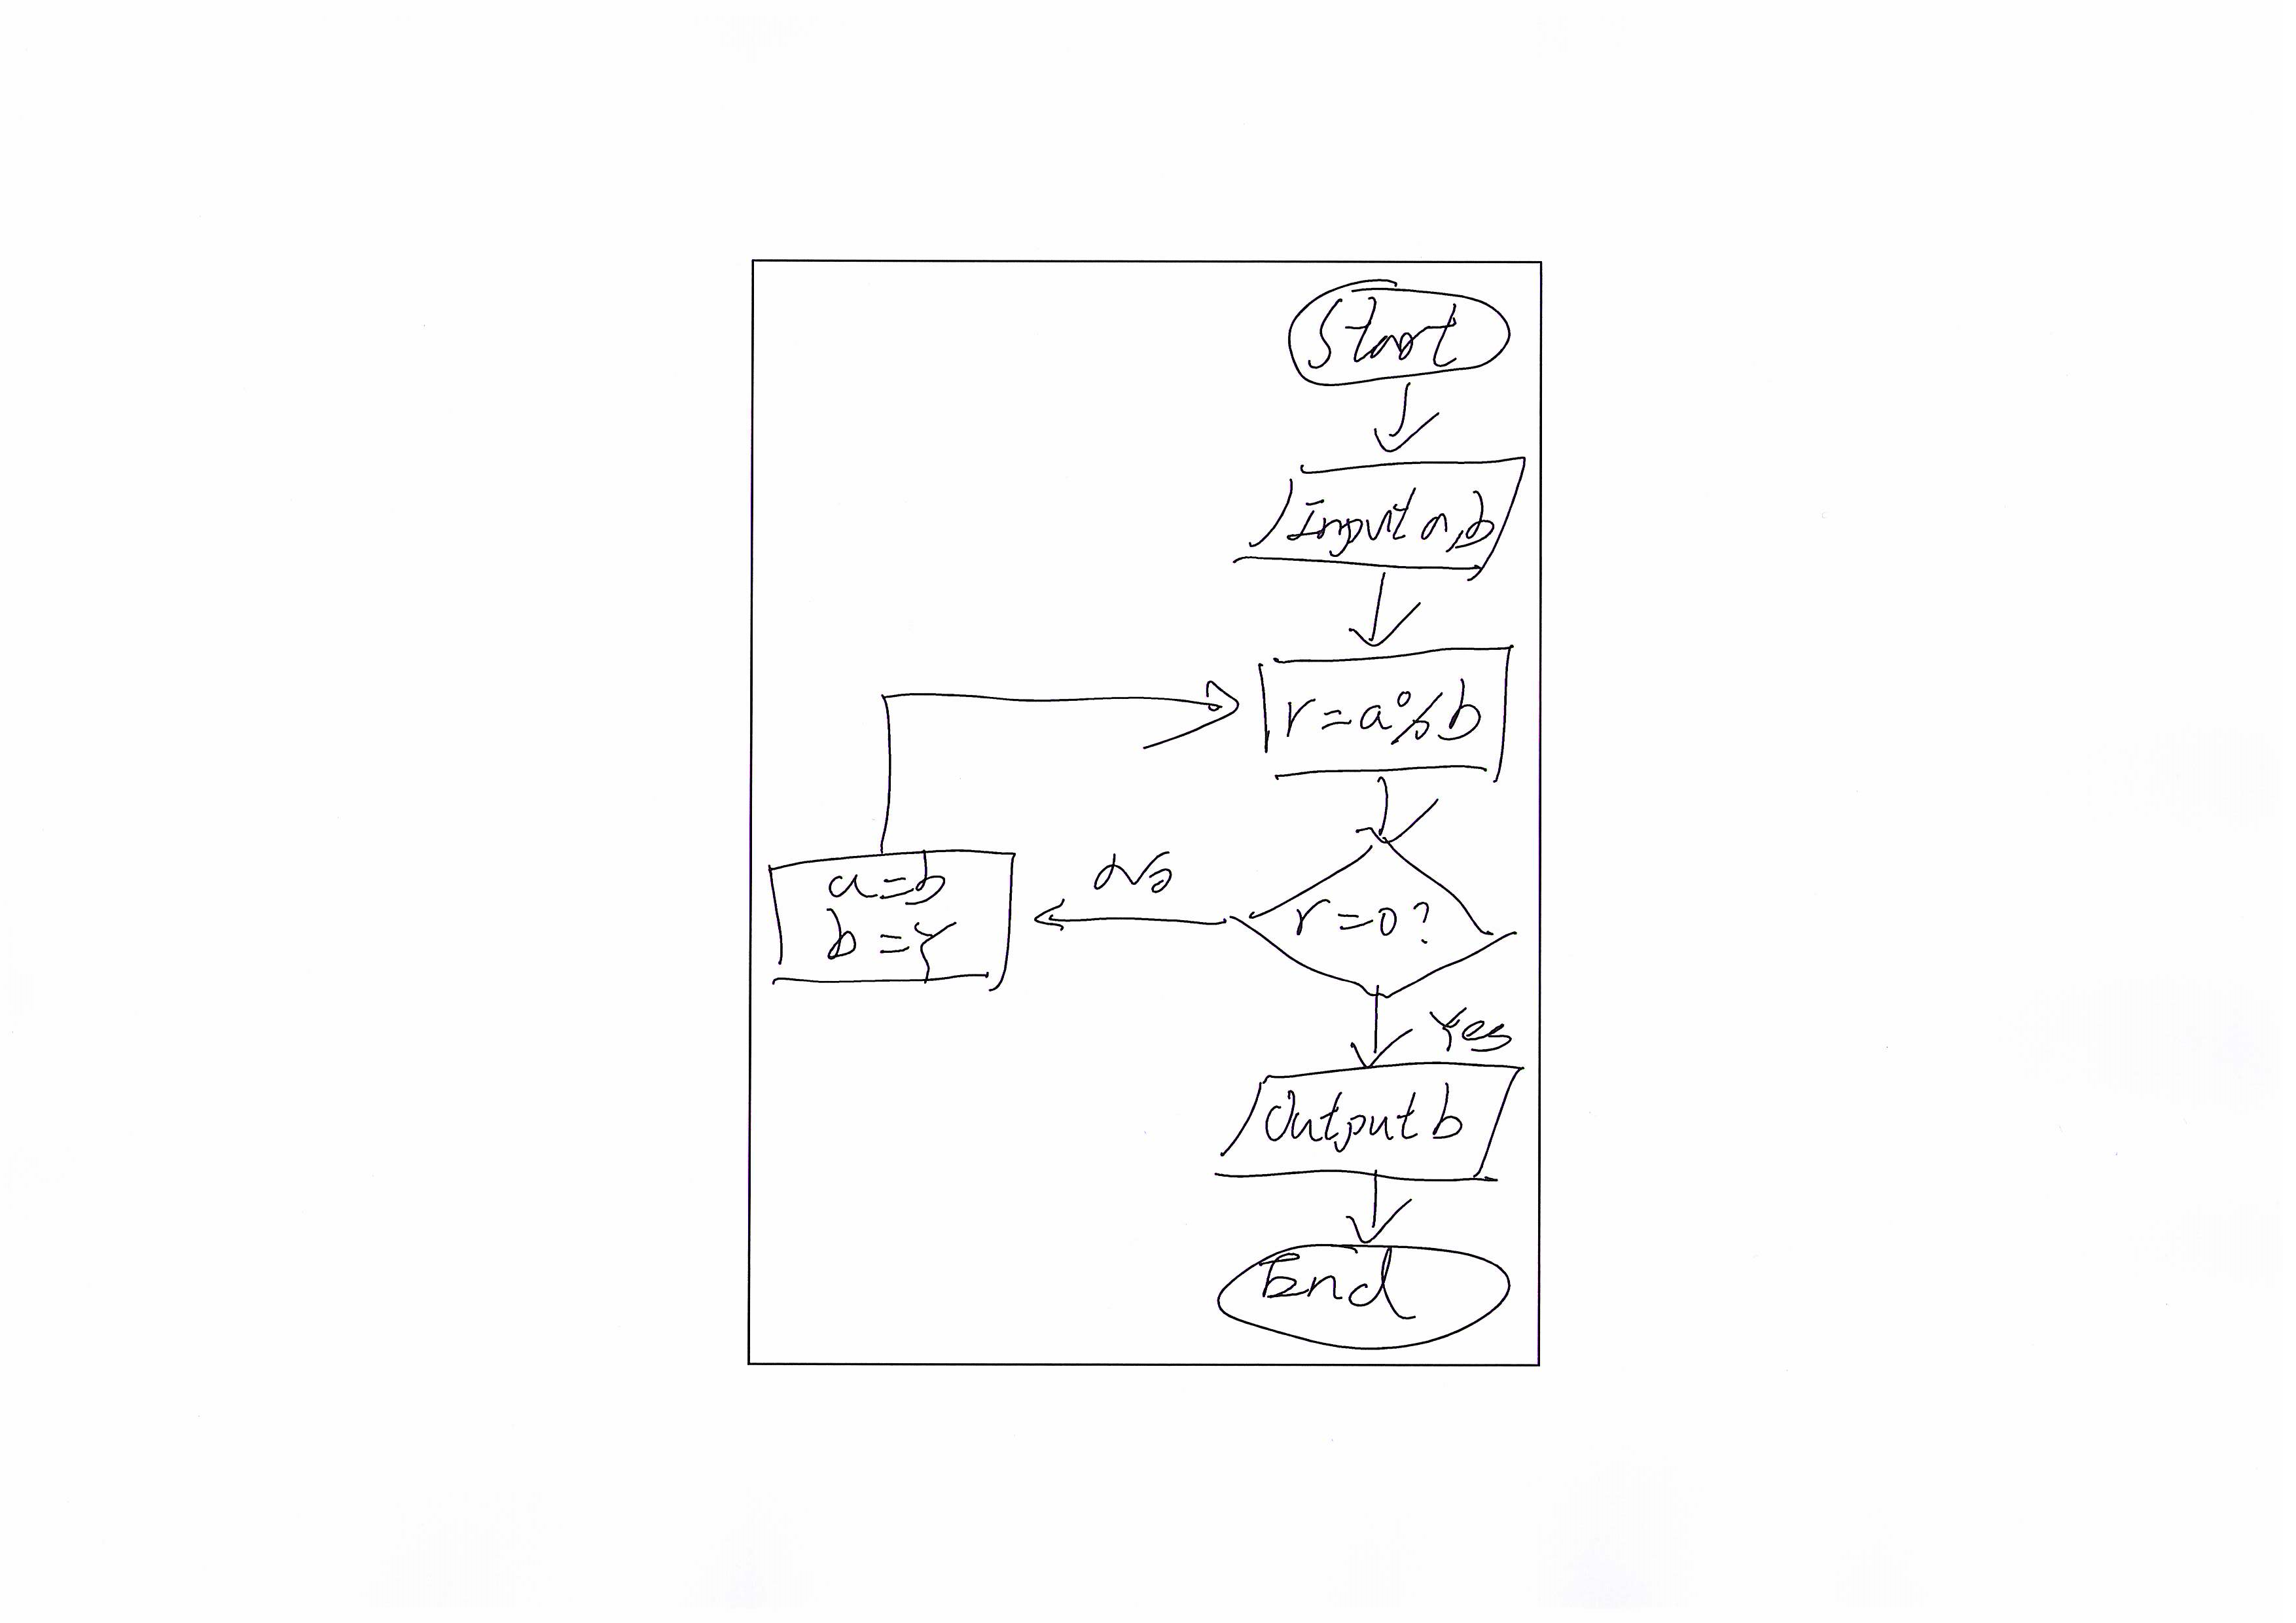 Start
Input a,b
r=a%b
r=0?
No
a=b
b=r
Yes
Output b
End